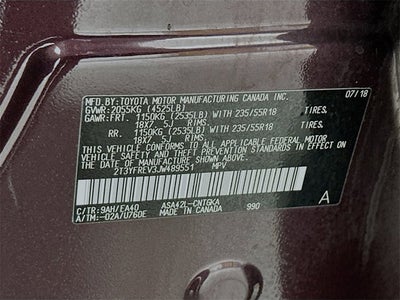 MFD.BY:TOYOTA MOTOR MANUFACTURING CANADA INC. 07/18
GVWR: 2055KG (4525LB)
GAWR:FRT. 1150KG (2535LB) WITH 235/55R18 TIRES,
18X7.5J RIMS.
RR. 1150KG (2535LB) WITH 235/55R18 TIRES,
18X7.5J RIMS.
THIS VEHICLE CONFORMS TO ALL APPLICABLE FEDERAL MOTOR
VEHICLE SAFETY AND THEFT PREVENTION STANDARDS IN EFFECT ON
THE DATE OF MANUFACTURE SHOWN ABOVE.
2T3YFREV3JW489551 MPV
C/TR: 9AH/EA40 ASA42L-CNTGKA
A/TM:-02A/U760E MADE IN CANADA 990 A